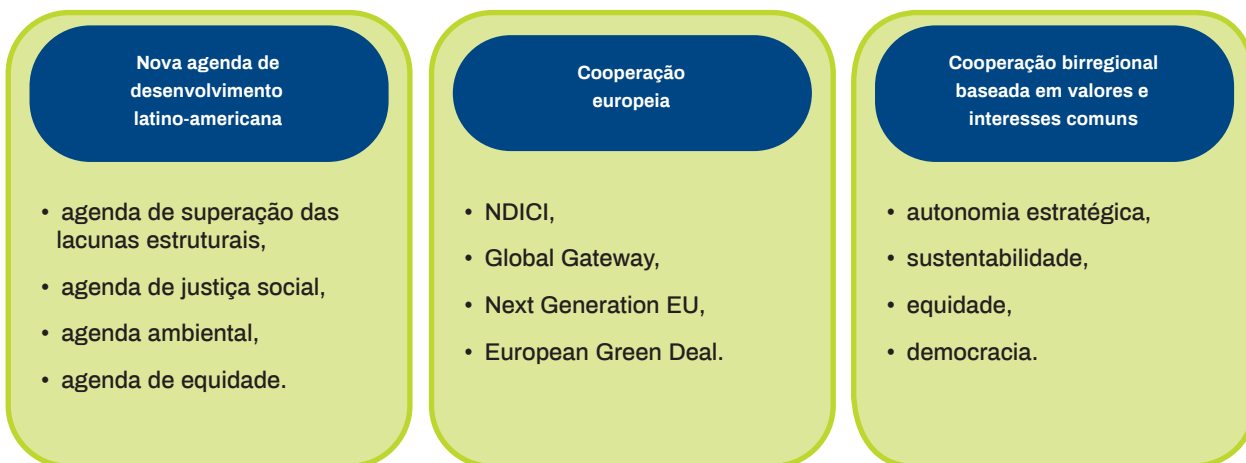 Nova agenda de
desenvolvimento
latino-americana
• agenda de superação das
lacunas estruturais,
• agenda de justiça social,
• agenda ambiental,
• agenda de equidade.
Cooperação
europeia
• NDICI,
• Global Gateway,
• Next Generation EU,
• European Green Deal.
Cooperação birregional
baseada em valores e
interesses comuns
• autonomia estratégica,
• sustentabilidade,
• equidade,
• democracia.